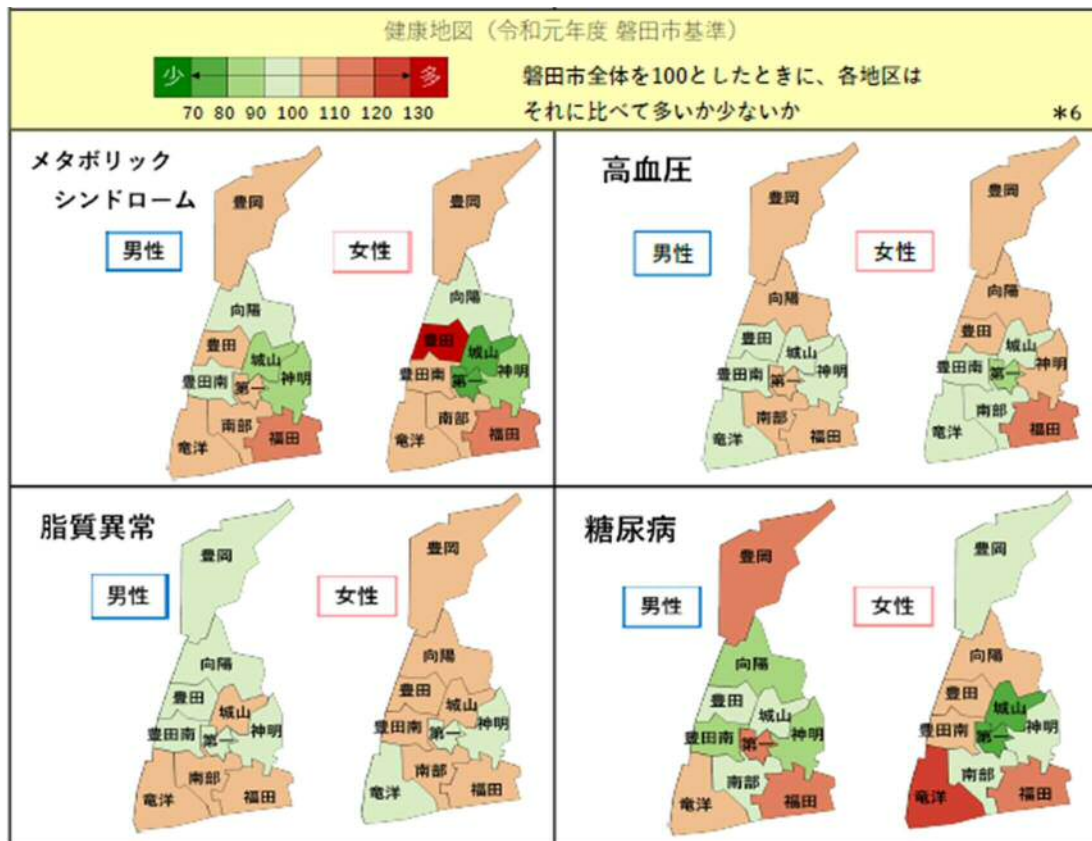 健康地図（令和元年度 磐田市基準）
少 多
70 80 90 100 110 120 130
磐田市全体を100としたときに、各地区は
それに比べて多いか少ないか
*6
メタボリック
シンドローム
男性
豊岡
向陽
豊田
城山
豊田南
第一
神明
南部
竜洋
福田
女性
豊岡
向陽
豊田
城山
豊田南
第一
神明
南部
竜洋
福田
高血圧
男性
豊岡
向陽
豊田
城山
豊田南
第一
神明
南部
竜洋
福田
女性
豊岡
向陽
豊田
城山
豊田南
第一
神明
南部
竜洋
福田
脂質異常
男性
豊岡
向陽
豊田
城山
豊田南
第一
神明
南部
竜洋
福田
女性
豊岡
向陽
豊田
城山
豊田南
第一
神明
南部
竜洋
福田
糖尿病
男性
豊岡
向陽
豊田
城山
豊田南
第一
神明
南部
竜洋
福田
女性
豊岡
向陽
豊田
城山
豊田南
第一
神明
南部
竜洋
福田